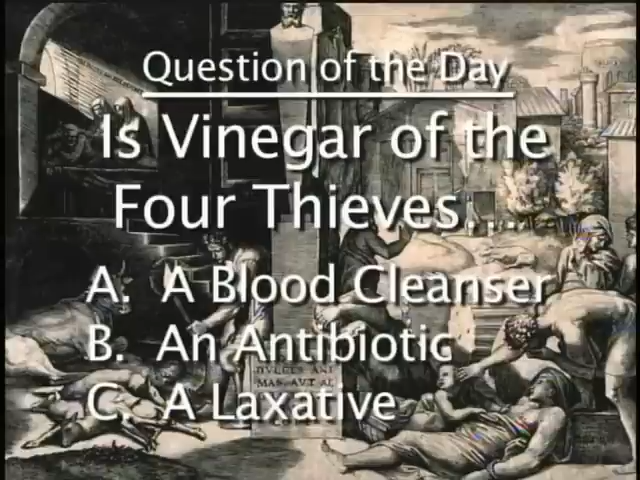 Question of the Day
Is Vinegar of the
Four Thieves...
A. A Blood Cleanser
B. An Antibiotic
C. A Laxative